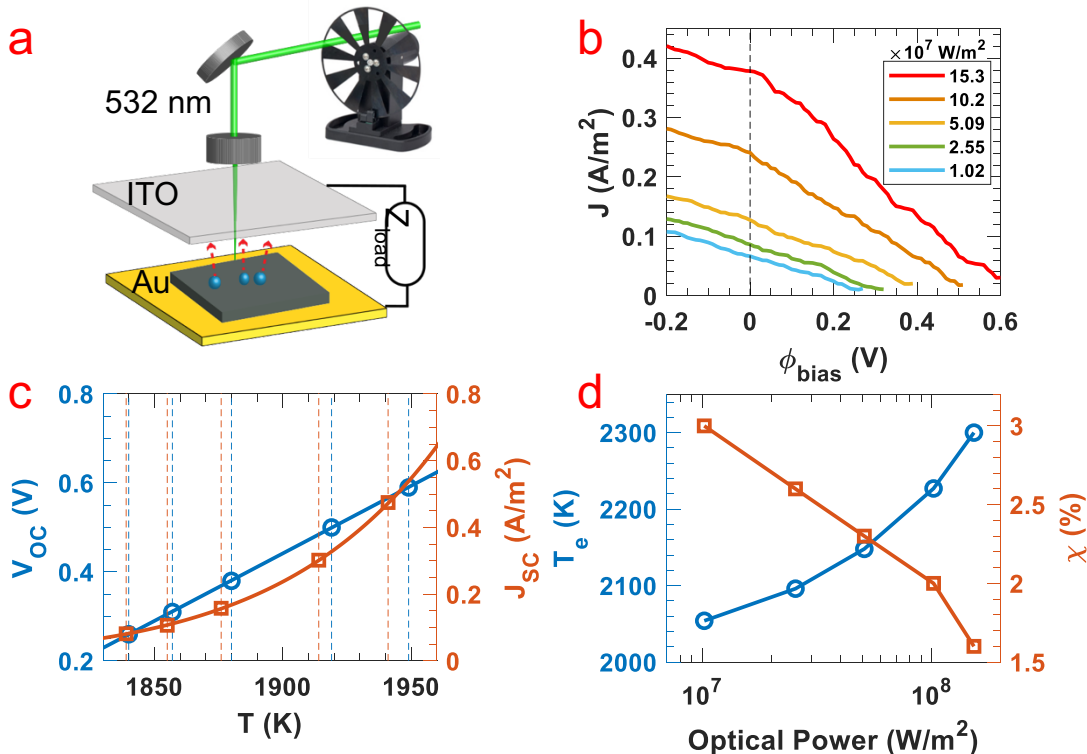 a
532 nm
ITO
Au
Z
load
b
×10⁷ W/m²
15.3
10.2
5.09
2.55
1.02
J (A/m²)
0.4
0.3
0.2
0.1
0
-0.2
0
0.2
0.4
0.6
ϕbias (V)
c
VOC (V)
0.8
0.6
0.4
0.2
1850
1900
1950
T (K)
0.8
0.6
0.5
0.4
0.2
0.1
0
JSC (A/m²)
d
Te (K)
2300
2200
2100
2000
10⁷
10⁸
Optical Power (W/m²)
3
2.5
2
1.5
χ (%)